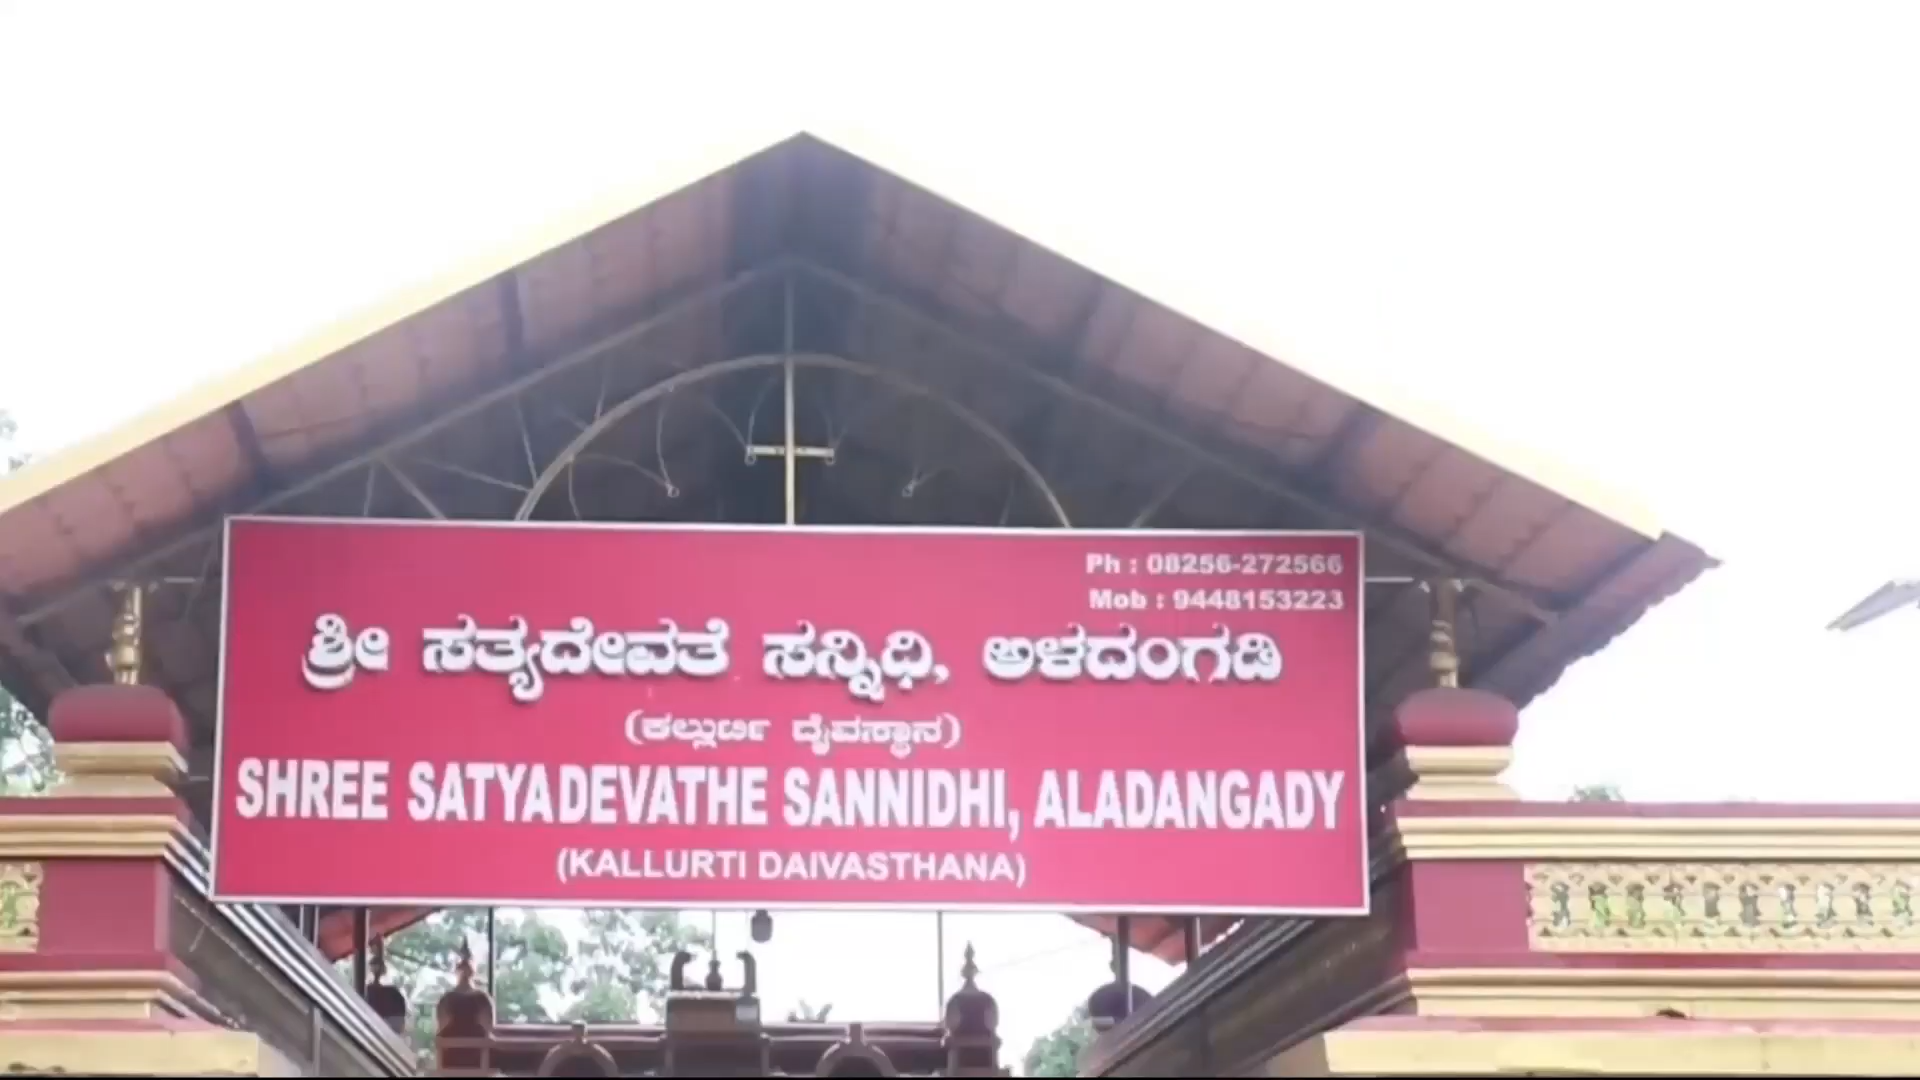 Ph : 08256-272566
Mob : 9448153223
ಶ್ರೀ ಸತ್ಯದೇವತೆ ಸನ್ನಿಧಿ, ಅಳದಂಗಡಿ
(ಕಲ್ಲುರ್ಟಿ ದೈವಸ್ಥಾನ)
SHREE SATYADEVATHE SANNIDHI, ALADANGADY
(KALLURTI DAIVASTHANA)